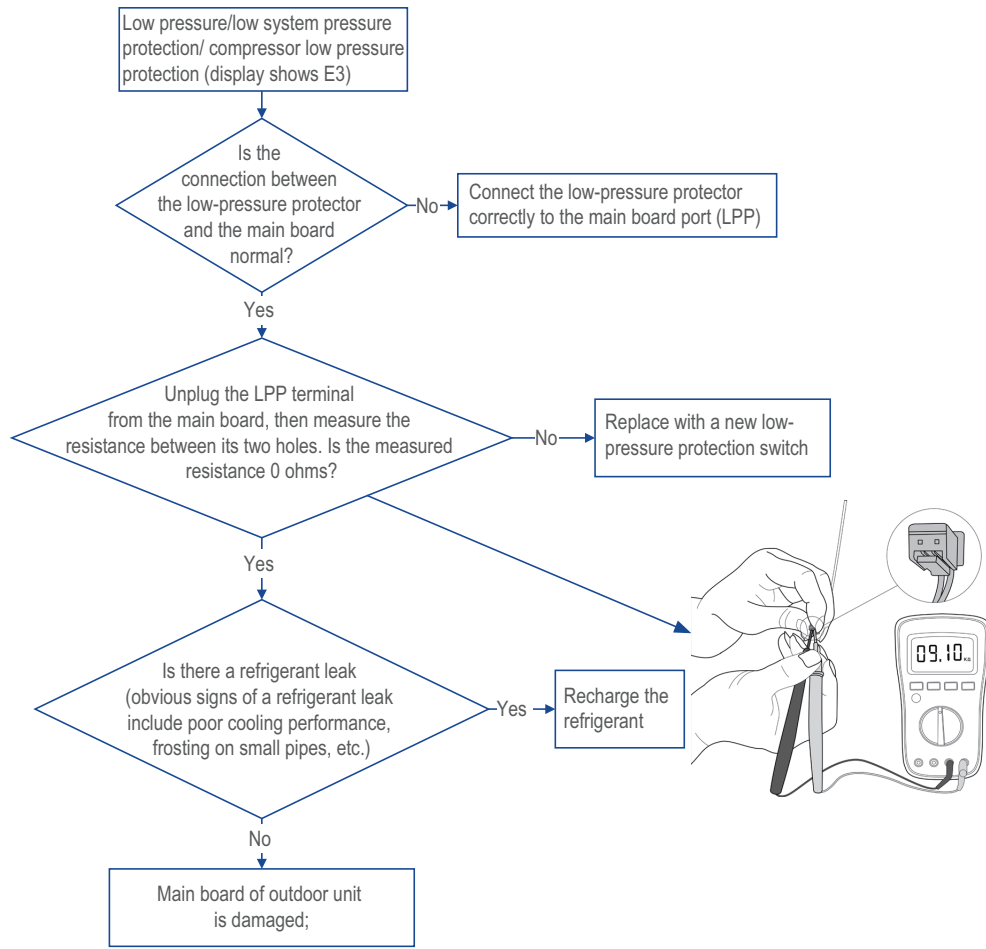 Low pressure/low system pressure
protection/ compressor low pressure
protection (display shows E3)
Is the
connection between
the low-pressure protector
and the main board
normal?
No
Connect the low-pressure protector
correctly to the main board port (LPP)
Yes
Unplug the LPP terminal
from the main board, then measure the
resistance between its two holes. Is the measured
resistance 0 ohms?
No
Replace with a new low-
pressure protection switch
Yes
09.10 KΩ
Is there a refrigerant leak
(obvious signs of a refrigerant leak
include poor cooling performance,
frosting on small pipes, etc.)
Yes
Recharge the
refrigerant
No
Main board of outdoor unit
is damaged;